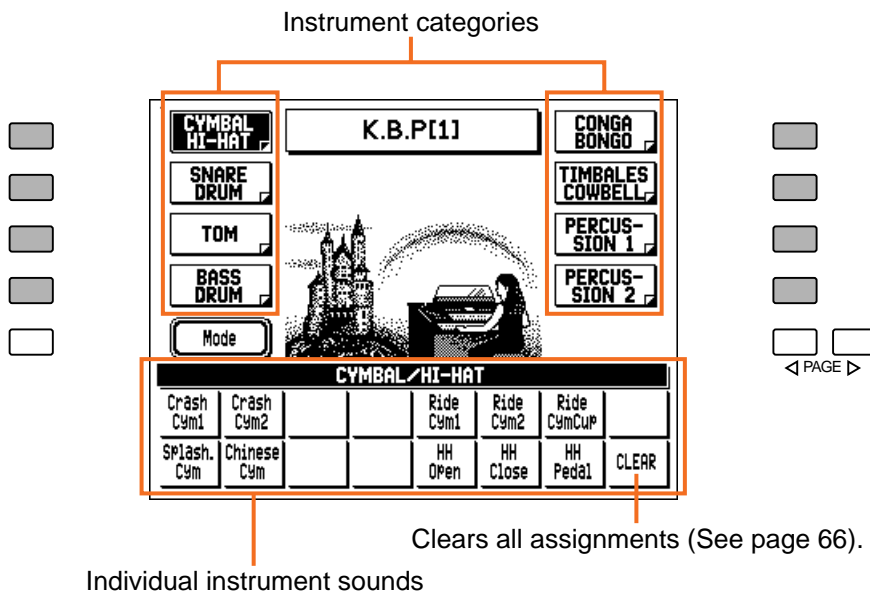 Instrument categories
CYMBAL
HI-HAT
K.B.P[1]
CONGA
BONGO
SNARE
DRUM
TIMBALES
COWBELL
TOM
PERCUS-
SION 1
BASS
DRUM
PERCUS-
SION 2
Mode
◁ PAGE ▷
CYMBAL/HI-HAT
Crash
Cym1
Crash
Cym2
Ride
Cym1
Ride
Cym2
Ride
CymCup
Splash.
Cym
Chinese
Cym
HH
Open
HH
Close
HH
Pedal
CLEAR
Clears all assignments (See page 66).
Individual instrument sounds